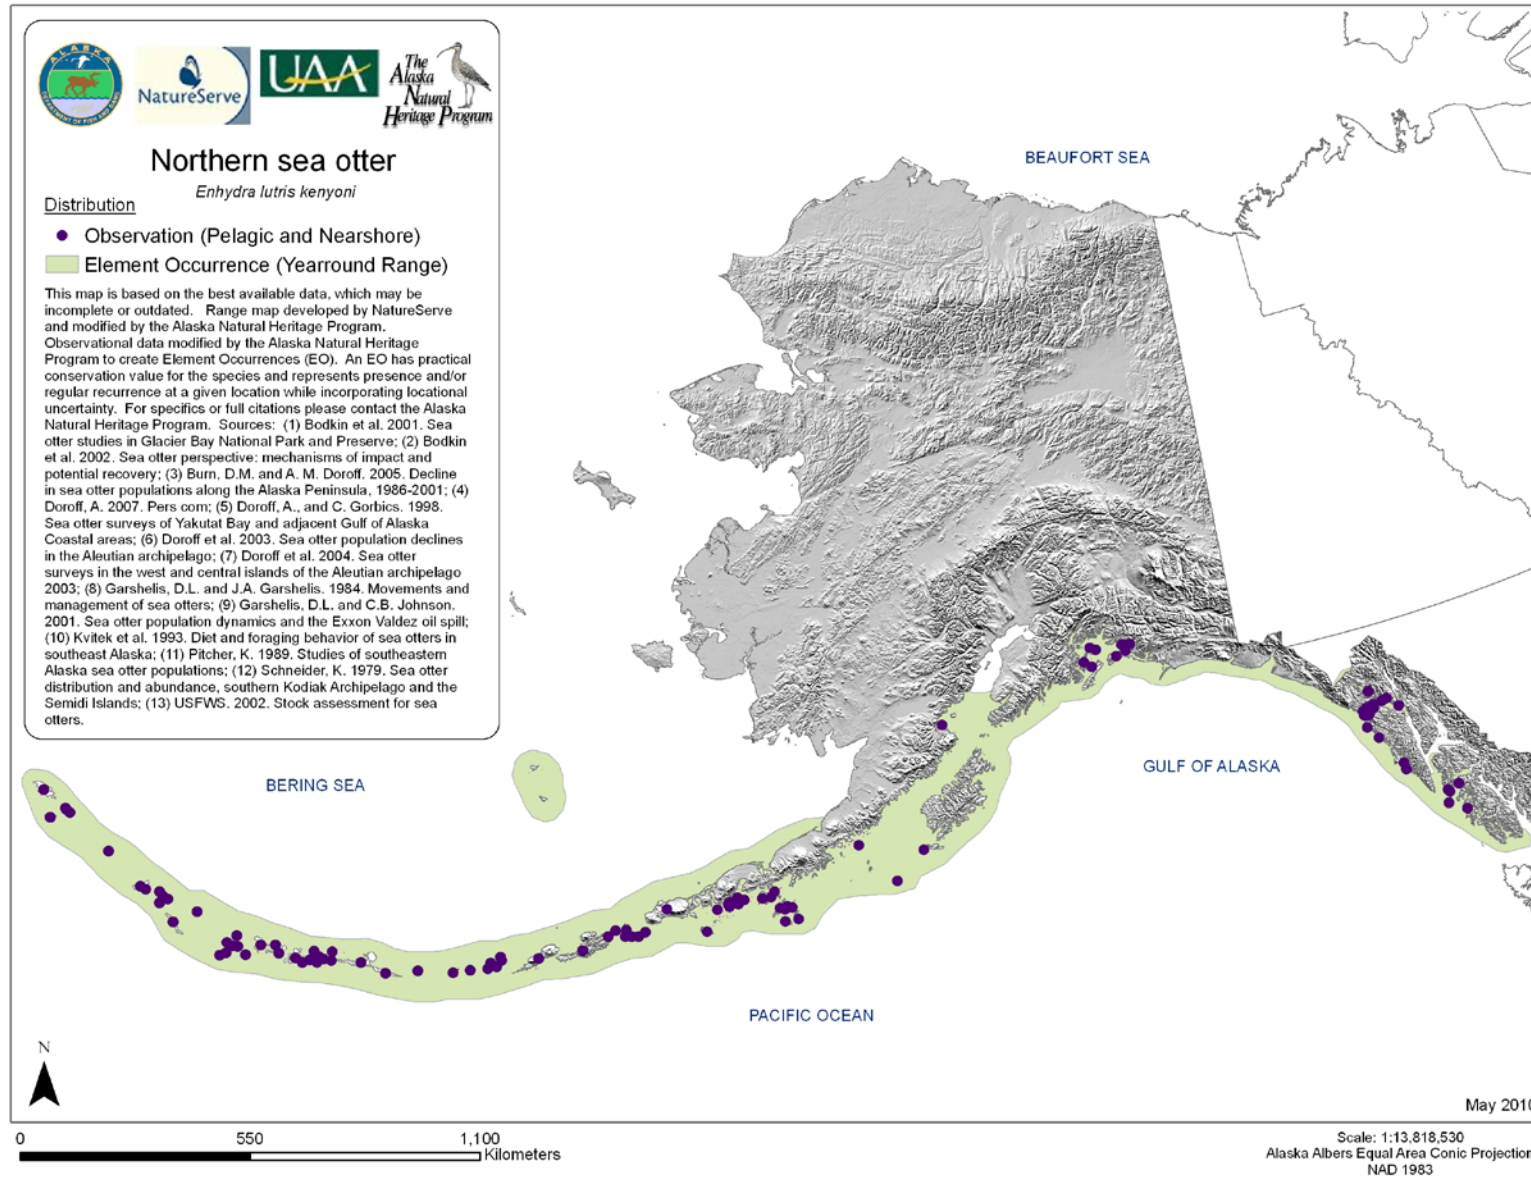 ALASKA
DEPARTMENT OF FISH AND GAME
NatureServe
UAA
The
Alaska
Natural
Heritage Program
Northern sea otter
Enhydra lutris kenyoni
Distribution
Observation (Pelagic and Nearshore)
Element Occurrence (Yearround Range)
This map is based on the best available data, which may be
incomplete or outdated. Range map developed by NatureServe
and modified by the Alaska Natural Heritage Program.
Observational data modified by the Alaska Natural Heritage
Program to create Element Occurrences (EO). An EO has practical
conservation value for the species and represents presence and/or
regular recurrence at a given location while incorporating locational
uncertainty. For specifics or full citations please contact the Alaska
Natural Heritage Program. Sources: (1) Bodkin et al. 2001. Sea
otter studies in Glacier Bay National Park and Preserve; (2) Bodkin
et al. 2002. Sea otter perspective: mechanisms of impact and
potential recovery; (3) Burn, D.M. and A. M. Doroff. 2005. Decline
in sea otter populations along the Alaska Peninsula, 1986-2001; (4)
Doroff, A. 2007. Pers com; (5) Doroff, A., and C. Gorbics. 1998.
Sea otter surveys of Yakutat Bay and adjacent Gulf of Alaska
Coastal areas; (6) Doroff et al. 2003. Sea otter population declines
in the Aleutian archipelago; (7) Doroff et al. 2004. Sea otter
surveys in the west and central islands of the Aleutian archipelago
2003; (8) Garshelis, D.L. and J.A. Garshelis. 1984. Movements and
management of sea otters; (9) Garshelis, D.L. and C.B. Johnson.
2001. Sea otter population dynamics and the Exxon Valdez oil spill;
(10) Kvitek et al. 1993. Diet and foraging behavior of sea otters in
southeast Alaska; (11) Pitcher, K. 1989. Studies of southeastern
Alaska sea otter populations; (12) Schneider, K. 1979. Sea otter
distribution and abundance, southern Kodiak Archipelago and the
Semidi Islands; (13) USFWS. 2002. Stock assessment for sea
otters.
BEAUFORT SEA
BERING SEA
GULF OF ALASKA
PACIFIC OCEAN
N
May 2010
0 550 1,100
Kilometers
Scale: 1:13,818,530
Alaska Albers Equal Area Conic Projection
NAD 1983